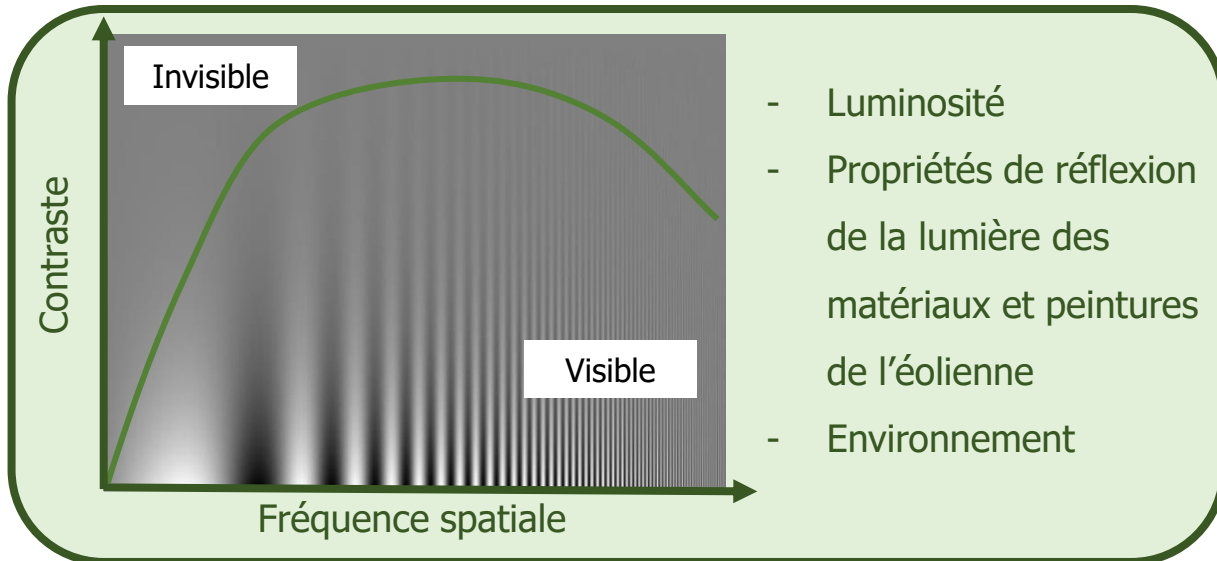 Invisible
Visible
Contraste
Fréquence spatiale
- Luminosité
- Propriétés de réflexion
de la lumière des
matériaux et peintures
de l’éolienne
- Environnement